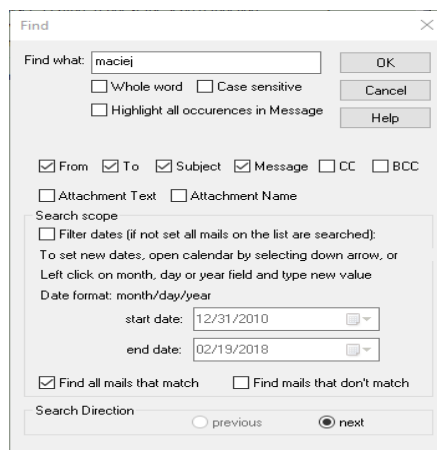 Find
Find what: maciej OK
Whole word Case sensitive Cancel
Highlight all occurences in Message Help
From To Subject Message CC BCC
Attachment Text Attachment Name
Search scope
Filter dates (if not set all mails on the list are searched):
To set new dates, open calendar by selecting down arrow, or
Left click on month, day or year field and type new value
Date format: month/day/year
start date: 12/31/2010
end date: 02/19/2018
Find all mails that match Find mails that don't match
Search Direction
previous next